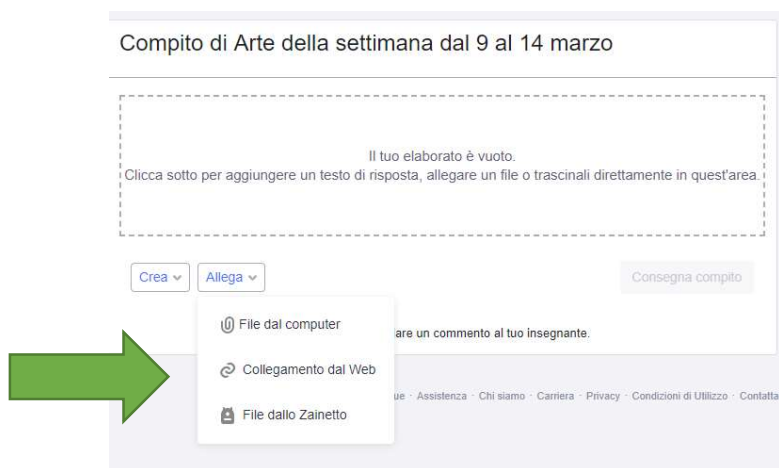 Compito di Arte della settimana dal 9 al 14 marzo
Il tuo elaborato è vuoto.
Clicca sotto per aggiungere un testo di risposta, allegare un file o trascinali direttamente in quest'area.
Crea Allega Consegna compito
File dal computer
are un commento al tuo insegnante.
Collegamento dal Web
ue · Assistenza · Chi siamo · Carriera · Privacy · Condizioni di Utilizzo · Contatta
File dallo Zainetto